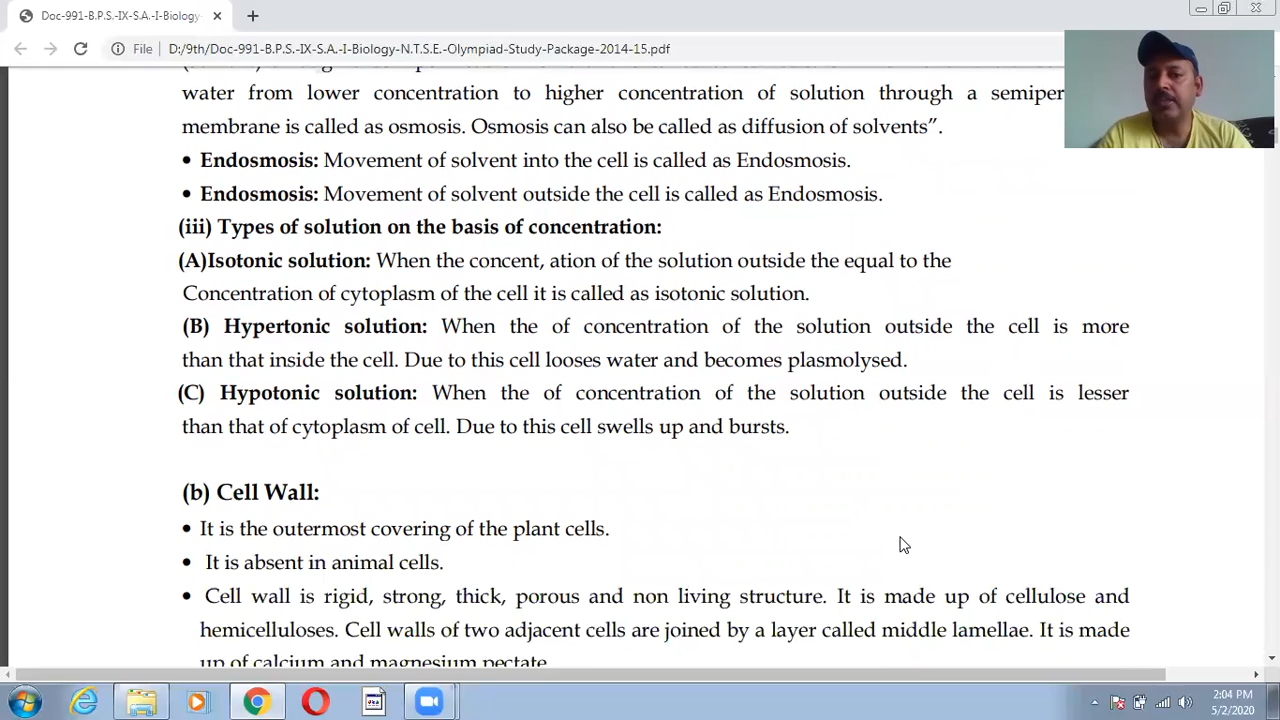 Doc-991-B.P.S.-IX-S.A.-I-Biology-
File D:/9th/Doc-991-B.P.S.-IX-S.A.-I-Biology-N.T.S.E.-Olympiad-Study-Package-2014-15.pdf
water from lower concentration to higher concentration of solution through a semiper
membrane is called as osmosis. Osmosis can also be called as diffusion of solvents”.
• Endosmosis: Movement of solvent into the cell is called as Endosmosis.
• Endosmosis: Movement of solvent outside the cell is called as Endosmosis.
(iii) Types of solution on the basis of concentration:
(A)Isotonic solution: When the concent, ation of the solution outside the equal to the
Concentration of cytoplasm of the cell it is called as isotonic solution.
(B) Hypertonic solution: When the of concentration of the solution outside the cell is more
than that inside the cell. Due to this cell looses water and becomes plasmolysed.
(C) Hypotonic solution: When the of concentration of the solution outside the cell is lesser
than that of cytoplasm of cell. Due to this cell swells up and bursts.
(b) Cell Wall:
• It is the outermost covering of the plant cells.
• It is absent in animal cells.
• Cell wall is rigid, strong, thick, porous and non living structure. It is made up of cellulose and
hemicelluloses. Cell walls of two adjacent cells are joined by a layer called middle lamellae. It is made
up of calcium and magnesium pectate.
2:04 PM
5/2/2020